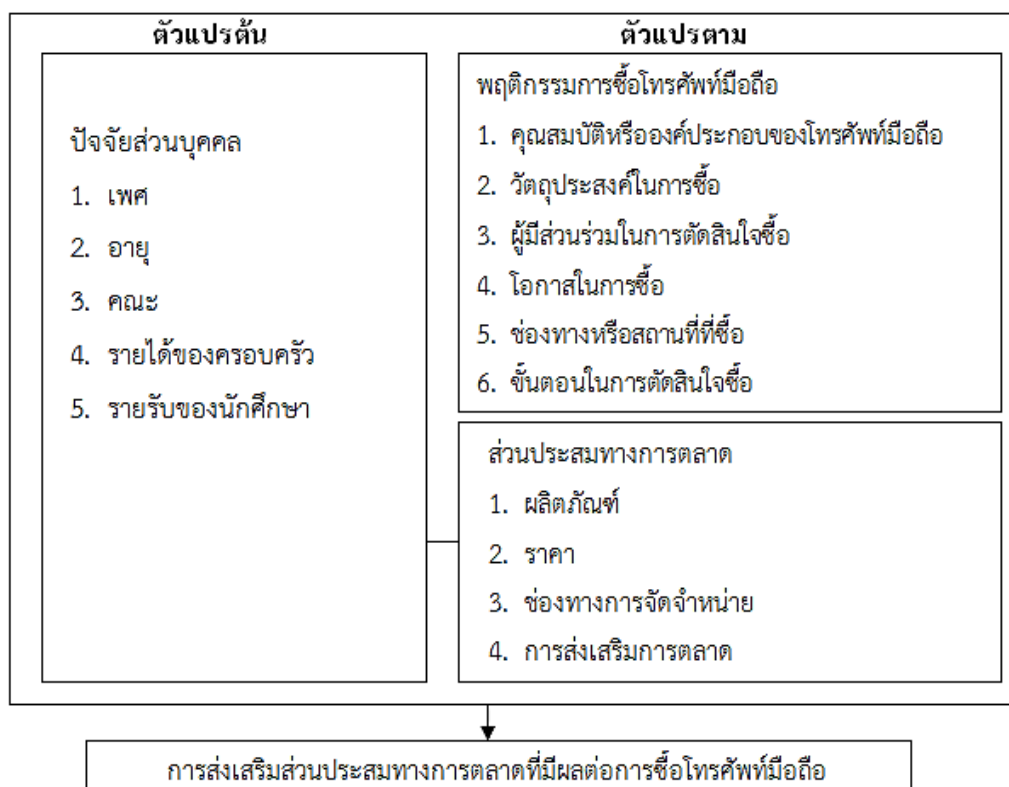 ตัวแปรต้น
ปัจจัยส่วนบุคคล
1. เพศ
2. อายุ
3. คณะ
4. รายได้ของครอบครัว
5. รายรับของนักศึกษา
ตัวแปรตาม
พฤติกรรมการซื้อโทรศัพท์มือถือ
1. คุณสมบัติหรือองค์ประกอบของโทรศัพท์มือถือ
2. วัตถุประสงค์ในการซื้อ
3. ผู้มีส่วนร่วมในการตัดสินใจซื้อ
4. โอกาสในการซื้อ
5. ช่องทางหรือสถานที่ที่ซื้อ
6. ขั้นตอนในการตัดสินใจซื้อ
ส่วนประสมทางการตลาด
1. ผลิตภัณฑ์
2. ราคา
3. ช่องทางการจัดจำหน่าย
4. การส่งเสริมการตลาด
การส่งเสริมส่วนประสมทางการตลาดที่มีผลต่อการซื้อโทรศัพท์มือถือ